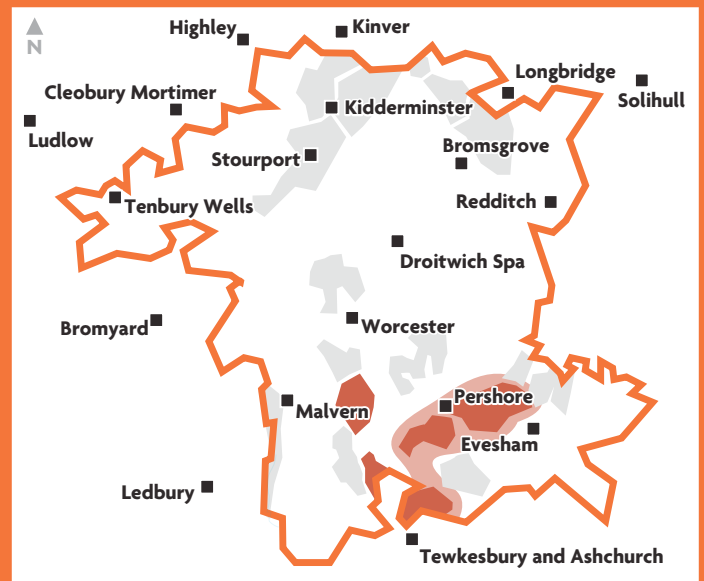 N
Highley
Kinver
Longbridge
Solihull
Cleobury Mortimer
Kidderminster
Ludlow
Bromsgrove
Stourport
Redditch
Tenbury Wells
Droitwich Spa
Bromyard
Worcester
Pershore
Malvern
Evesham
Ledbury
Tewkesbury and Ashchurch